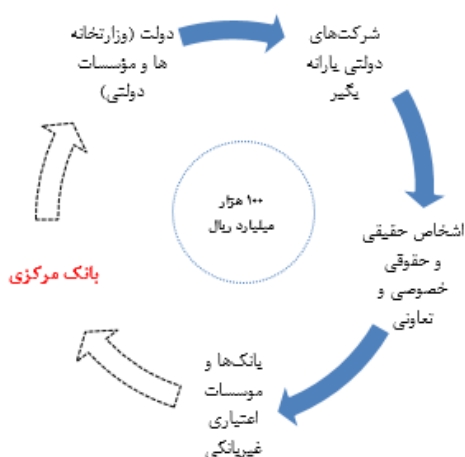 دولت (وزارتخانه
ها و مؤسسات
دولتی)
شرکت‌های
دولتی یارانه
بگیر
اشخاص حقیقی
و حقوقی
خصوصی و
تعاونی
بانک‌ها و
موسسات
اعتباری
غیربانکی
بانک مرکزی
۱۰۰ هزار
میلیارد ریال